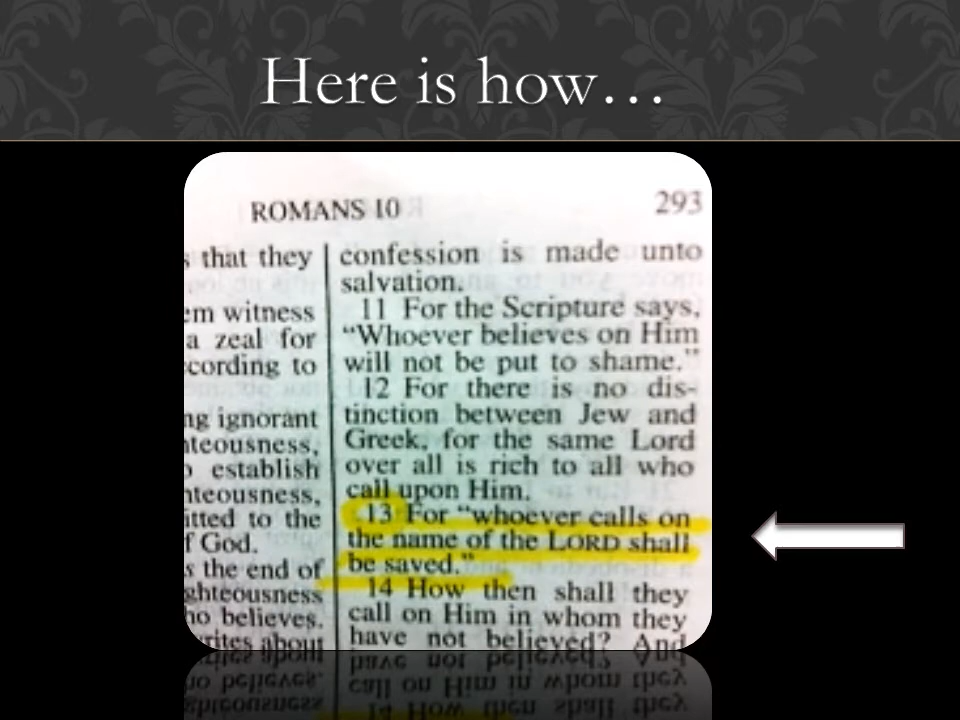 Here is how…
ROMANS 10
293
s that they
em witness
a zeal for
cording to
ng ignorant
teousness,
establish
teousness,
itted to the
f God.
s the end of
ghteousness
ho believes.
rites about
confession is made unto
salvation.
11 For the Scripture says,
“Whoever believes on Him
will not be put to shame.”
12 For there is no dis-
tinction between Jew and
Greek, for the same Lord
over all is rich to all who
call upon Him.
13 For “whoever calls on
the name of the LORD shall
be saved.”
14 How then shall they
call on Him in whom they
have not believed? And